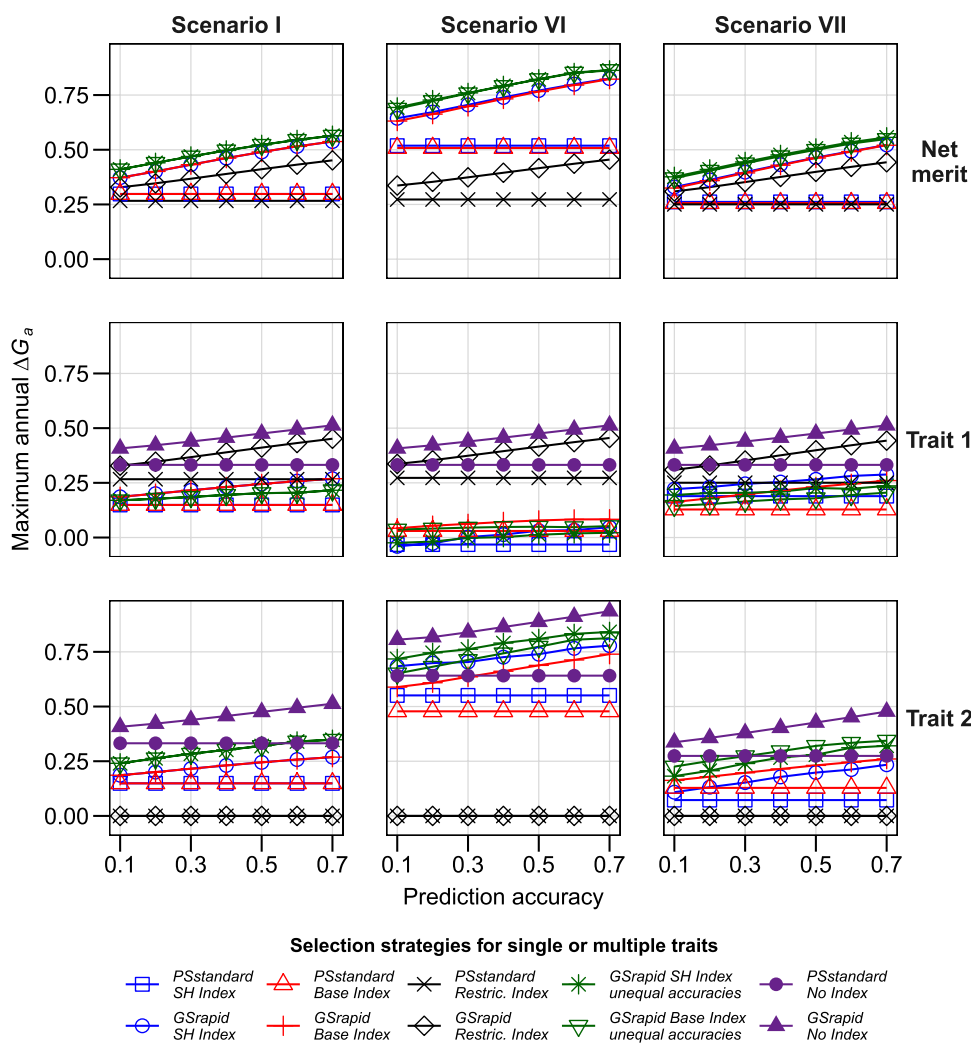 Scenario I
Scenario VI
Scenario VII
0.75
0.50
0.25
0.00
Net
merit
Maximum annual ΔGa
0.75
0.50
0.25
0.00
Trait 1
0.75
0.50
0.25
0.00
Trait 2
0.1 0.3 0.5 0.7
0.1 0.3 0.5 0.7
0.1 0.3 0.5 0.7
Prediction accuracy
Selection strategies for single or multiple traits
PSstandard
SH Index
PSstandard
Base Index
PSstandard
Restric. Index
GSrapid SH Index
unequal accuracies
PSstandard
No Index
GSrapid
SH Index
GSrapid
Base Index
GSrapid
Restric. Index
GSrapid Base Index
unequal accuracies
GSrapid
No Index